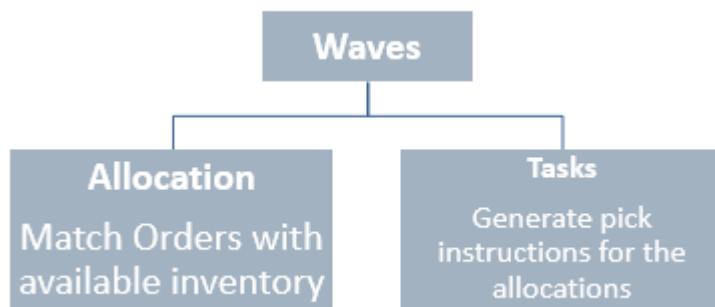 Waves
Allocation
Match Orders with
available inventory
Tasks
Generate pick
instructions for the
allocations